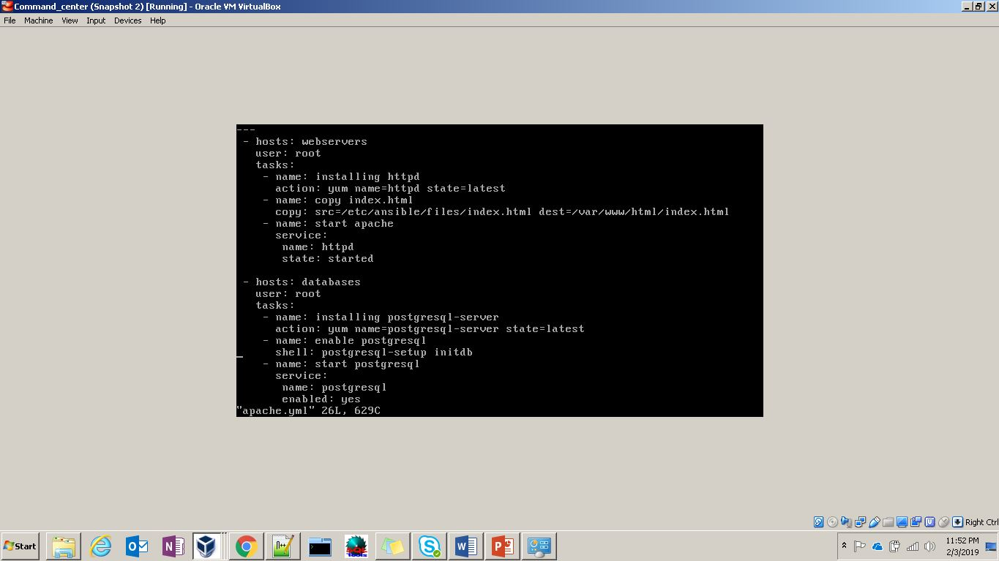 Command_center (Snapshot 2) [Running] - Oracle VM VirtualBox
File Machine View Input Devices Help
---
 - hosts: webservers
   user: root
   tasks:
    - name: installing httpd
      action: yum name=httpd state=latest
    - name: copy index.html
      copy: src=/etc/ansible/files/index.html dest=/var/www/html/index.html
    - name: start apache
      service:
       name: httpd
       state: started
 - hosts: databases
   user: root
   tasks:
    - name: installing postgresql-server
      action: yum name=postgresql-server state=latest
    - name: enable postgresql
      shell: postgresql-setup initdb
    - name: start postgresql
      service:
       name: postgresql
       enabled: yes
"apache.yml" 26L, 629C
Right Ctrl
Start
11:52 PM
2/3/2019